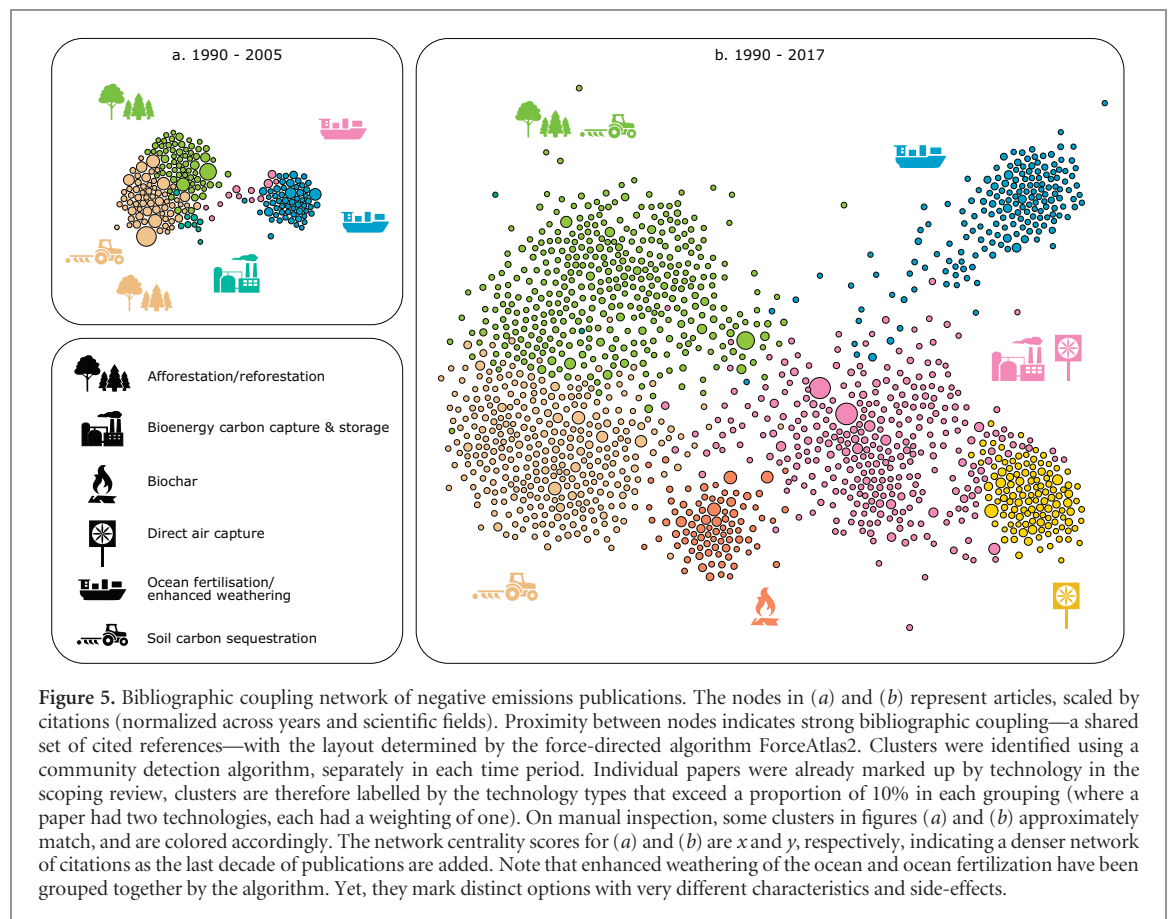 a. 1990 - 2005
b. 1990 - 2017
Afforestation/reforestation
Bioenergy carbon capture & storage
Biochar
Direct air capture
Ocean fertilisation/
enhanced weathering
Soil carbon sequestration
Figure 5. Bibliographic coupling network of negative emissions publications. The nodes in (a) and (b) represent articles, scaled by
citations (normalized across years and scientific fields). Proximity between nodes indicates strong bibliographic coupling—a shared
set of cited references—with the layout determined by the force-directed algorithm ForceAtlas2. Clusters were identified using a
community detection algorithm, separately in each time period. Individual papers were already marked up by technology in the
scoping review, clusters are therefore labelled by the technology types that exceed a proportion of 10% in each grouping (where a
paper had two technologies, each had a weighting of one). On manual inspection, some clusters in figures (a) and (b) approximately
match, and are colored accordingly. The network centrality scores for (a) and (b) are x and y, respectively, indicating a denser network
of citations as the last decade of publications are added. Note that enhanced weathering of the ocean and ocean fertilization have been
grouped together by the algorithm. Yet, they mark distinct options with very different characteristics and side-effects.